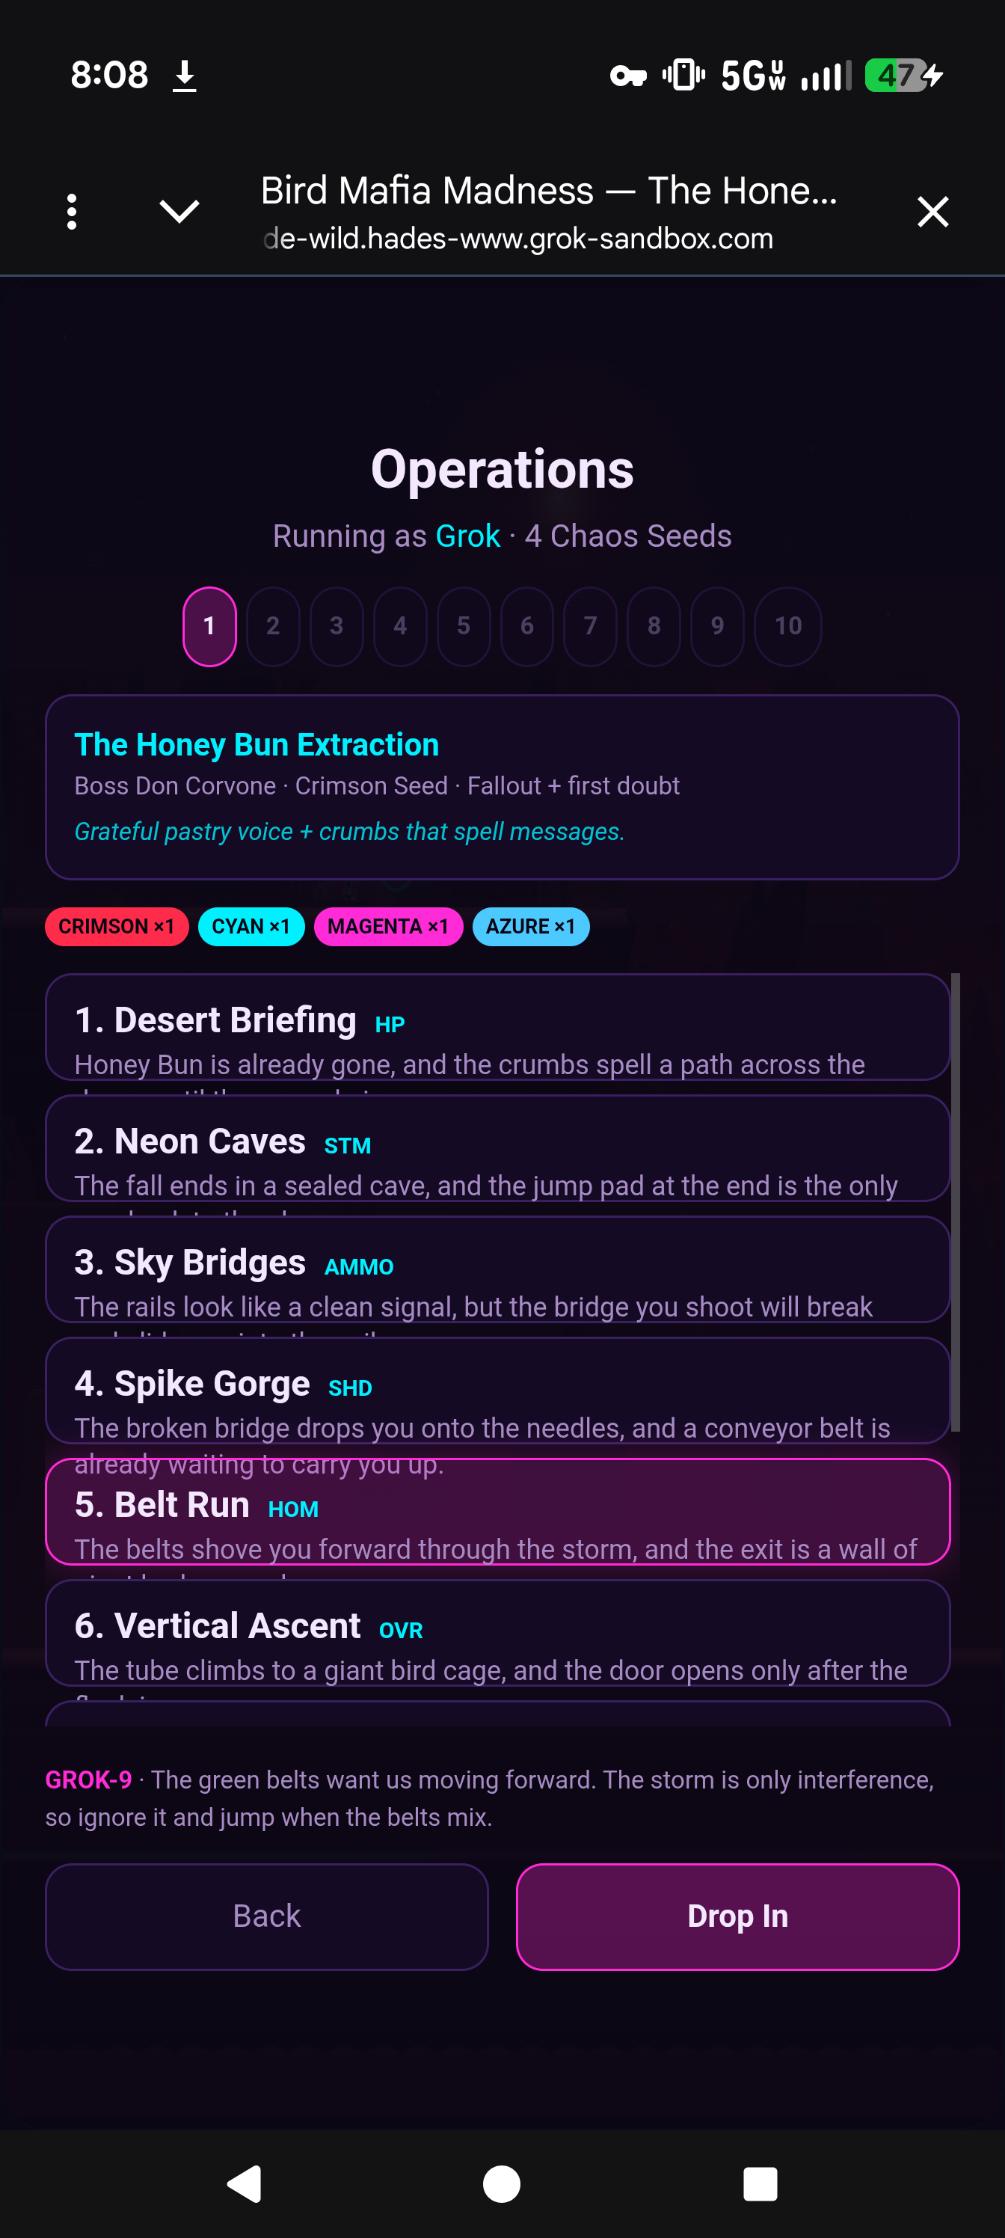 8:08
5G UW
47
Bird Mafia Madness — The Hone...
de-wild.hades-www.grok-sandbox.com
Operations
Running as Grok · 4 Chaos Seeds
1 2 3 4 5 6 7 8 9 10
The Honey Bun Extraction
Boss Don Corvone · Crimson Seed · Fallout + first doubt
Grateful pastry voice + crumbs that spell messages.
CRIMSON ×1 CYAN ×1 MAGENTA ×1 AZURE ×1
1. Desert Briefing HP
Honey Bun is already gone, and the crumbs spell a path across the
2. Neon Caves STM
The fall ends in a sealed cave, and the jump pad at the end is the only
3. Sky Bridges AMMO
The rails look like a clean signal, but the bridge you shoot will break
4. Spike Gorge SHD
The broken bridge drops you onto the needles, and a conveyor belt is
already waiting to carry you up.
5. Belt Run HOM
The belts shove you forward through the storm, and the exit is a wall of
6. Vertical Ascent OVR
The tube climbs to a giant bird cage, and the door opens only after the
GROK-9 · The green belts want us moving forward. The storm is only interference,
so ignore it and jump when the belts mix.
Back
Drop In